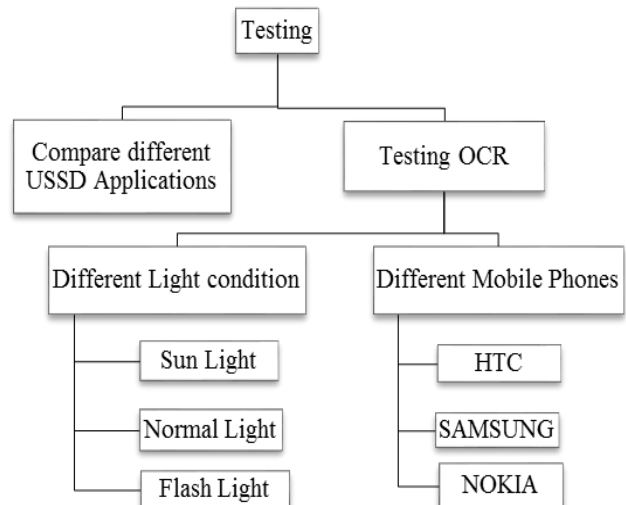 Testing
Compare different
USSD Applications
Testing OCR
Different Light condition
Different Mobile Phones
Sun Light
HTC
Normal Light
SAMSUNG
Flash Light
NOKIA